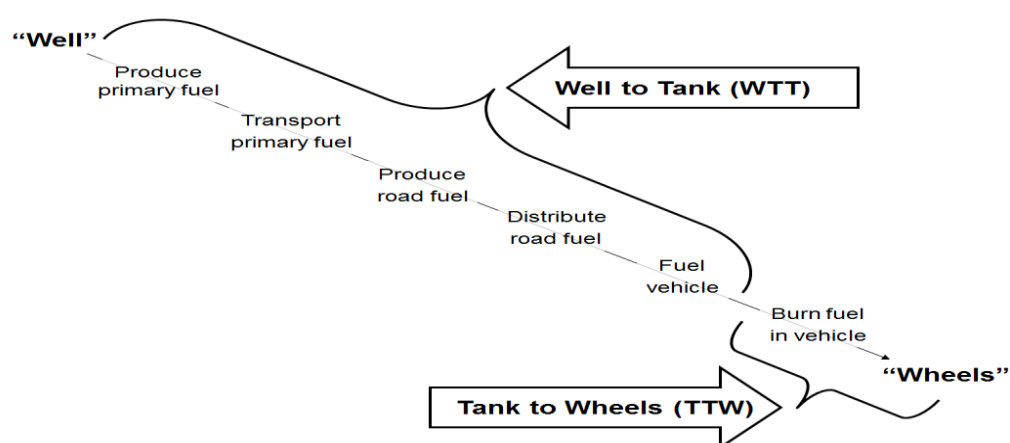 “Well”
Produce
primary fuel
Well to Tank (WTT)
Transport
primary fuel
Produce
road fuel
Distribute
road fuel
Fuel
vehicle
Burn fuel
in vehicle
“Wheels”
Tank to Wheels (TTW)